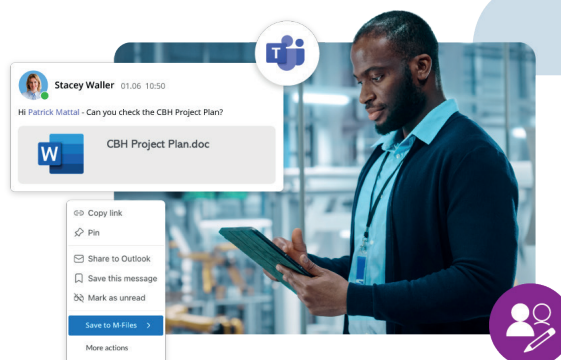 T
Stacey Waller 01.06 10:50
Hi Patrick Mattal - Can you check the CBH Project Plan?
W
CBH Project Plan.doc
Copy link
Pin
Share to Outlook
Save this message
Mark as unread
Save to M-Files
More actions